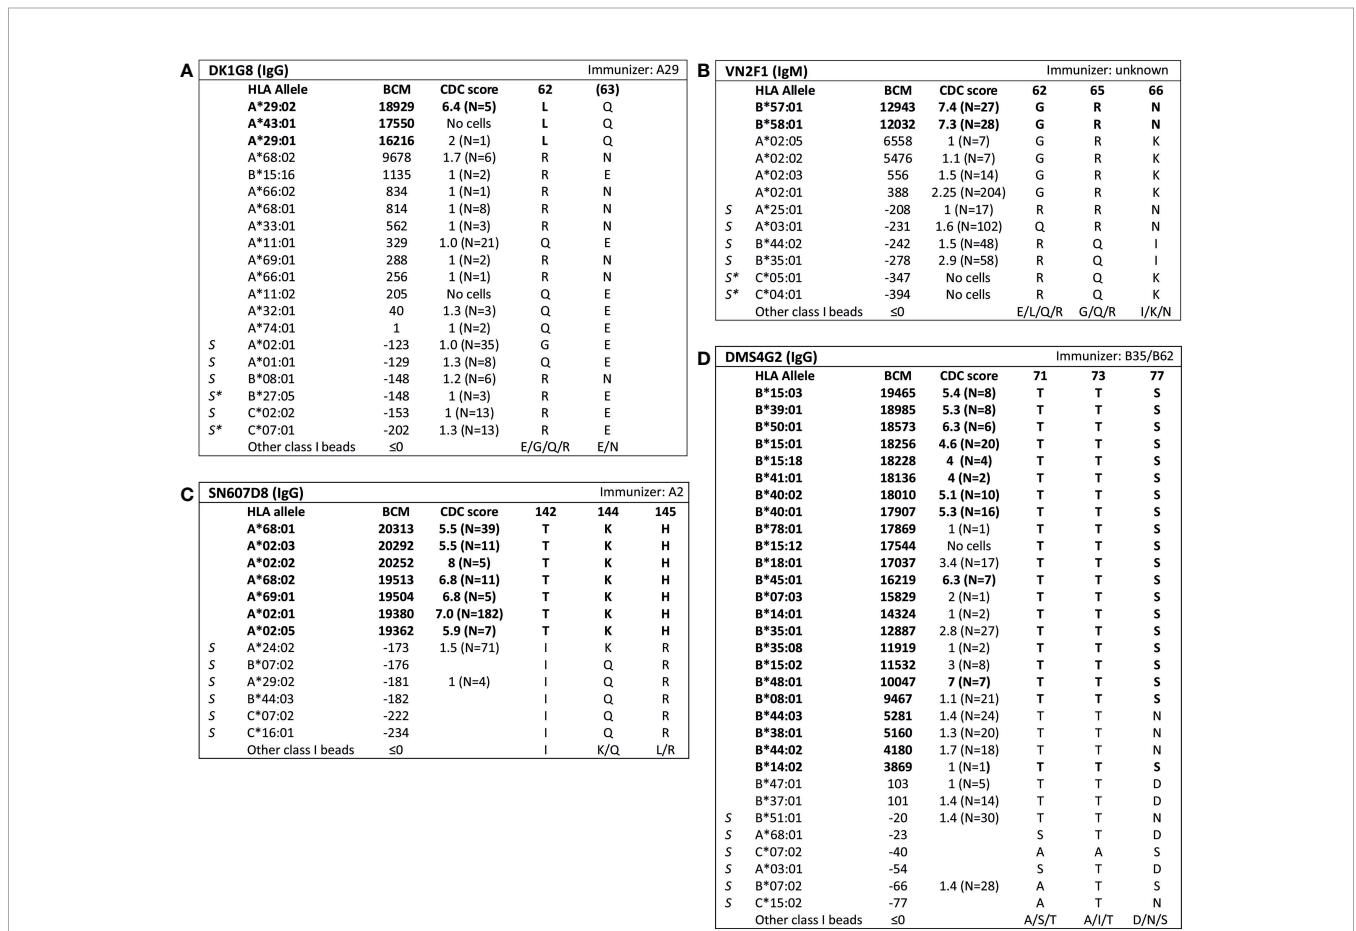 A DK1G8 (IgG) Immunizer: A29
HLA Allele BCM CDC score 62 (63)
A*29:02 18929 6.4 (N=5) L Q
A*43:01 17550 No cells L Q
A*29:01 16216 2 (N=1) L Q
A*68:02 9678 1.7 (N=6) R N
B*15:16 1135 1 (N=2) R E
A*66:02 834 1 (N=1) R N
A*68:01 814 1 (N=8) R N
A*33:01 562 1 (N=3) R N
A*11:01 329 1.0 (N=21) Q E
A*69:01 288 1 (N=2) R N
A*66:01 256 1 (N=1) R N
A*11:02 205 No cells Q E
A*32:01 40 1.3 (N=3) Q E
A*74:01 1 1 (N=2) Q E
S A*02:01 -123 1.0 (N=35) G E
S A*01:01 -129 1.3 (N=8) Q E
S B*08:01 -148 1.2 (N=6) R N
S* B*27:05 -148 1 (N=3) R E
S C*02:02 -153 1 (N=13) R E
S* C*07:01 -202 1.3 (N=13) R E
Other class I beads ≤0 E/G/Q/R E/N
B VN2F1 (IgM) Immunizer: unknown
HLA Allele BCM CDC score 62 65 66
B*57:01 12943 7.4 (N=27) G R N
B*58:01 12032 7.3 (N=28) G R N
A*02:05 6558 1 (N=7) G R K
A*02:02 5476 1.1 (N=7) G R K
A*02:03 556 1.5 (N=14) G R K
A*02:01 388 2.25 (N=204) G R K
S A*25:01 -208 1 (N=17) R R N
S A*03:01 -231 1.6 (N=102) Q R N
S B*44:02 -242 1.5 (N=48) R Q I
S B*35:01 -278 2.9 (N=58) R Q I
S* C*05:01 -347 No cells R Q K
S* C*04:01 -394 No cells R Q K
Other class I beads ≤0 E/L/Q/R G/Q/R I/K/N
C SN607D8 (IgG) Immunizer: A2
HLA allele BCM CDC score 142 144 145
A*68:01 20313 5.5 (N=39) T K H
A*02:03 20292 5.5 (N=11) T K H
A*02:02 20252 8 (N=5) T K H
A*68:02 19513 6.8 (N=11) T K H
A*69:01 19504 6.8 (N=5) T K H
A*02:01 19380 7.0 (N=182) T K H
A*02:05 19362 5.9 (N=7) T K H
S A*24:02 -173 1.5 (N=71) I K R
S B*07:02 -176 I Q R
S A*29:02 -181 1 (N=4) I Q R
S B*44:03 -182 I Q R
S C*07:02 -222 I Q R
S C*16:01 -234 I Q R
Other class I beads ≤0 I K/Q L/R
D DMS4G2 (IgG) Immunizer: B35/B62
HLA Allele BCM CDC score 71 73 77
B*15:03 19465 5.4 (N=8) T T S
B*39:01 18985 5.3 (N=8) T T S
B*50:01 18573 6.3 (N=6) T T S
B*15:01 18256 4.6 (N=20) T T S
B*15:18 18228 4 (N=4) T T S
B*41:01 18136 4 (N=2) T T S
B*40:02 18010 5.1 (N=10) T T S
B*40:01 17907 5.3 (N=16) T T S
B*78:01 17869 1 (N=1) T T S
B*15:12 17544 No cells T T S
B*18:01 17037 3.4 (N=17) T T S
B*45:01 16219 6.3 (N=7) T T S
B*07:03 15829 2 (N=1) T T S
B*14:01 14324 1 (N=2) T T S
B*35:01 12887 2.8 (N=27) T T S
B*35:08 11919 1 (N=2) T T S
B*15:02 11532 3 (N=8) T T S
B*48:01 10047 7 (N=7) T T S
B*08:01 9467 1.1 (N=21) T T S
B*44:03 5281 1.4 (N=24) T T N
B*38:01 5160 1.3 (N=20) T T N
B*44:02 4180 1.7 (N=18) T T N
B*14:02 3869 1 (N=1) T T S
B*47:01 103 1 (N=5) T T D
B*37:01 101 1.4 (N=14) T T D
S B*51:01 -20 1.4 (N=30) T T N
S A*68:01 -23 S T D
S C*07:02 -40 A A S
S A*03:01 -54 S T D
S B*07:02 -66 1.4 (N=28) A T S
S C*15:02 -77 A T N
Other class I beads ≤0 A/S/T A/I/T D/N/S